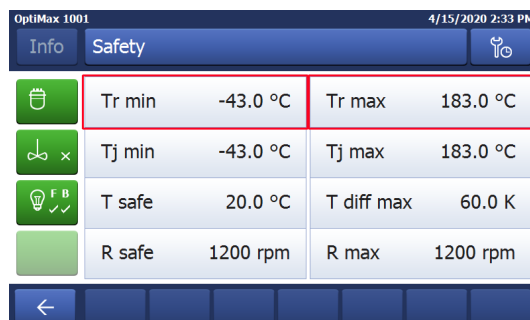 OptiMax 1001 4/15/2020 2:33 PM
Info Safety
Tr min -43.0 °C Tr max 183.0 °C
Tj min -43.0 °C Tj max 183.0 °C
F B
T safe 20.0 °C T diff max 60.0 K
R safe 1200 rpm R max 1200 rpm